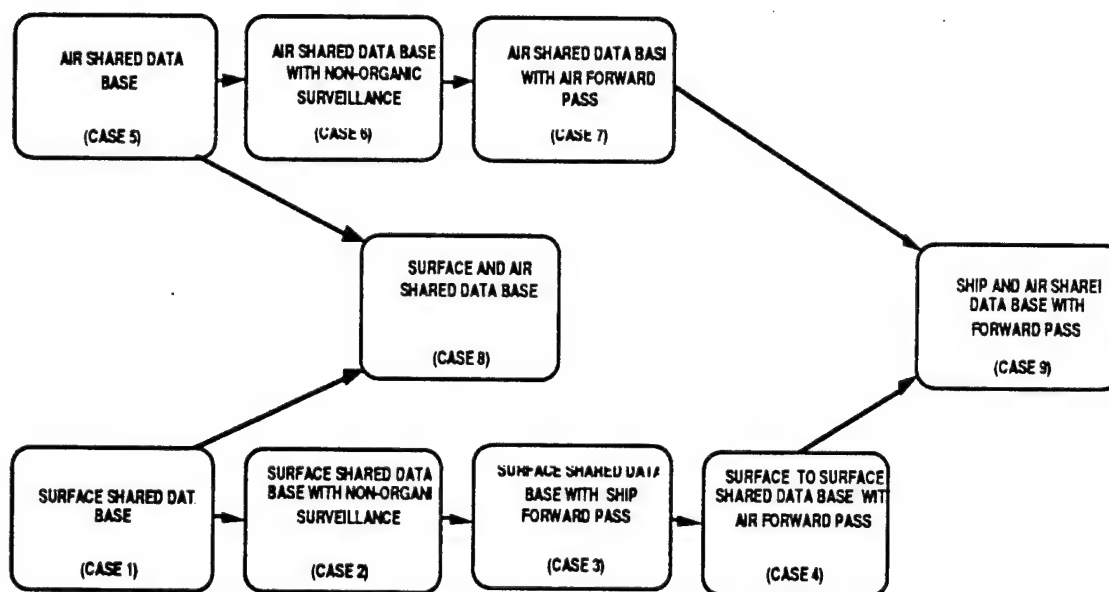 AIR SHARED DATA
BASE
(CASE 5)
AIR SHARED DATA BASE
WITH NON-ORGANIC
SURVEILLANCE
(CASE 6)
AIR SHARED DATA BASI
WITH AIR FORWARD
PASS
(CASE 7)
SURFACE AND AIR
SHARED DATA BASE
(CASE 8)
SHIP AND AIR SHAREI
DATA BASE WITH
FORWARD PASS
(CASE 9)
SURFACE SHARED DAT.
BASE
(CASE 1)
SURFACE SHARED DATA
BASE WITH NON-ORGANI
SURVEILLANCE
(CASE 2)
SURFACE SHARED DATA
BASE WITH SHIP
FORWARD PASS
(CASE 3)
SURFACE TO SURFACE
SHARED DATA BASE WIT
AIR FORWARD PASS
(CASE 4)